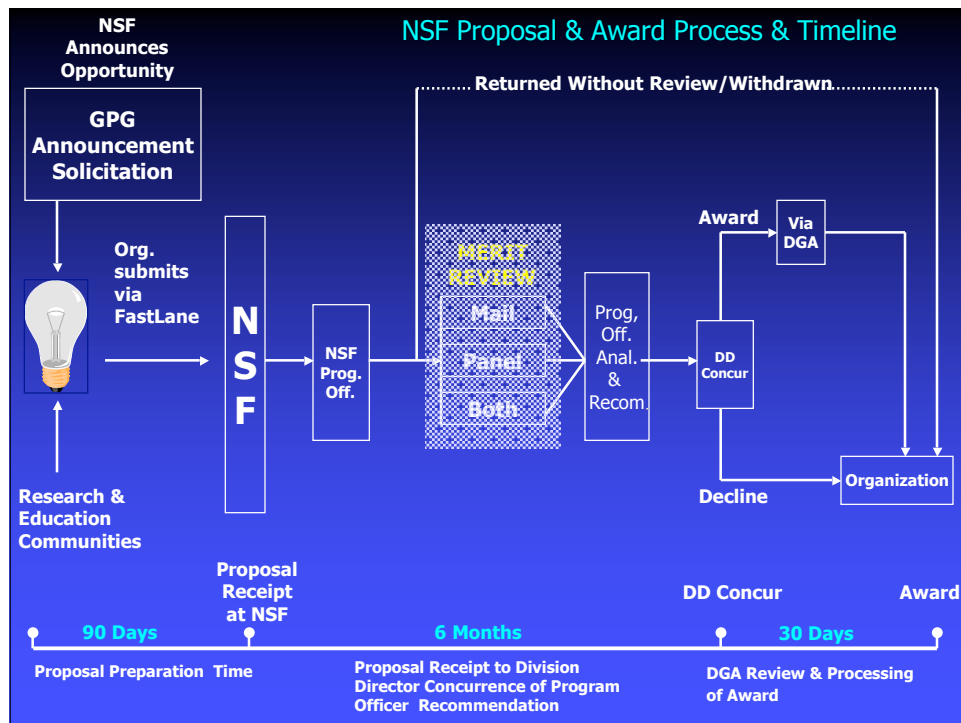 NSF
Announces
Opportunity
NSF Proposal & Award Process & Timeline
Returned Without Review/Withdrawn
GPG
Announcement
Solicitation
Org.
submits
via
FastLane
N
S
F
NSF
Prog.
Off.
MERIT
REVIEW
Mail
Panel
Both
Prog,
Off.
Anal.
&
Recom.
DD
Concur
Award
Via
DGA
Decline
Organization
Research &
Education
Communities
Proposal
Receipt
at NSF
DD Concur
Award
90 Days
6 Months
30 Days
Proposal Preparation Time
Proposal Receipt to Division
Director Concurrence of Program
Officer Recommendation
DGA Review & Processing
of Award